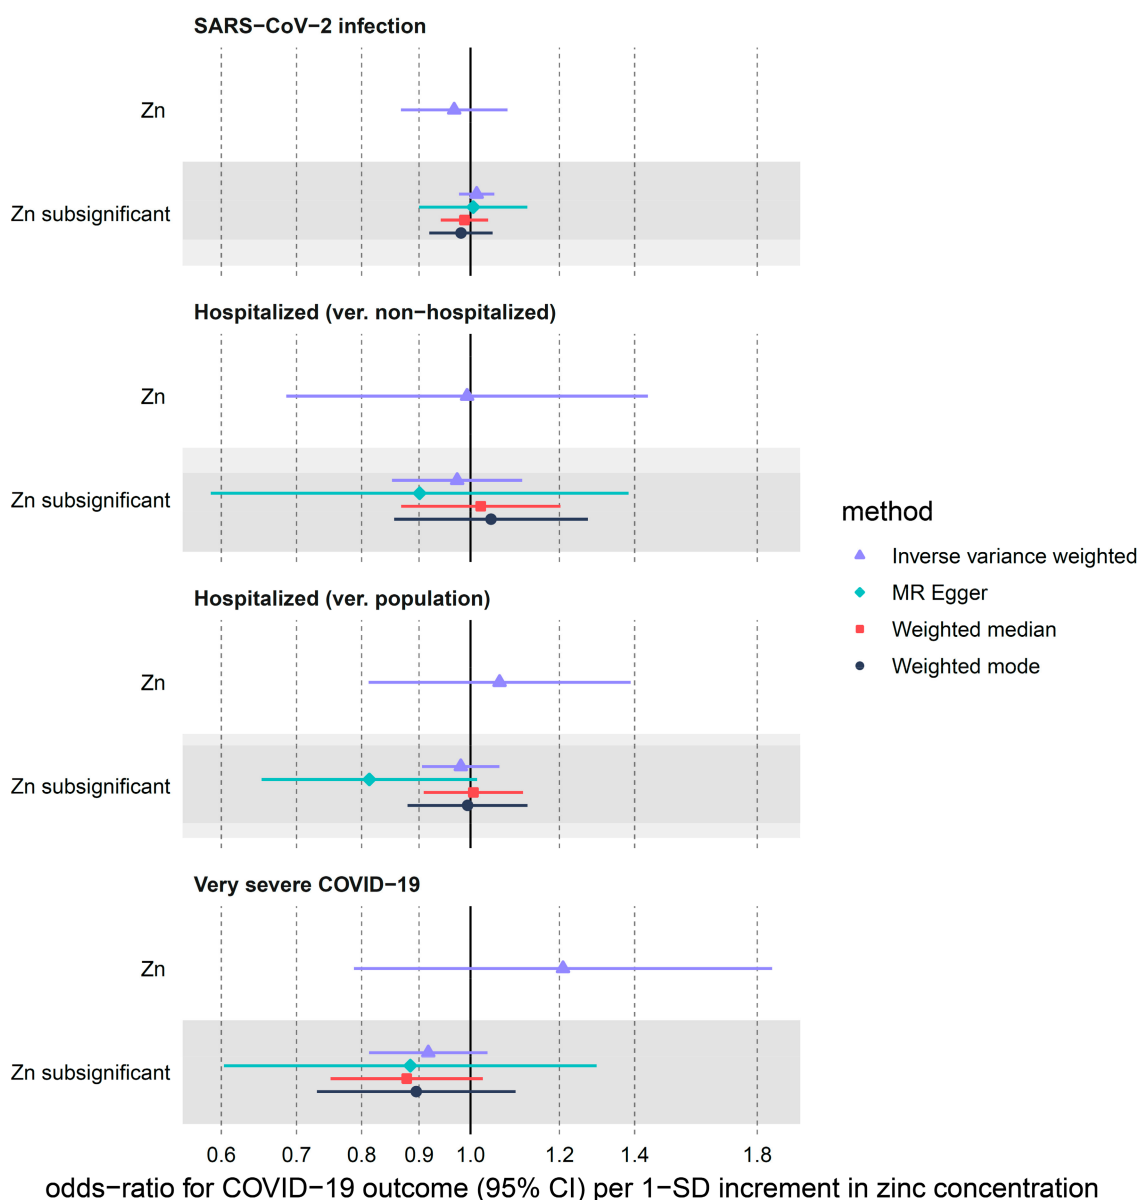 SARS−CoV−2 infection
Zn
Zn subsignificant
Hospitalized (ver. non−hospitalized)
Zn
Zn subsignificant
Hospitalized (ver. population)
Zn
Zn subsignificant
Very severe COVID−19
Zn
Zn subsignificant
0.6 0.7 0.8 0.9 1.0 1.2 1.4 1.8
odds−ratio for COVID−19 outcome (95% CI) per 1−SD increment in zinc concentration
method
Inverse variance weighted
MR Egger
Weighted median
Weighted mode